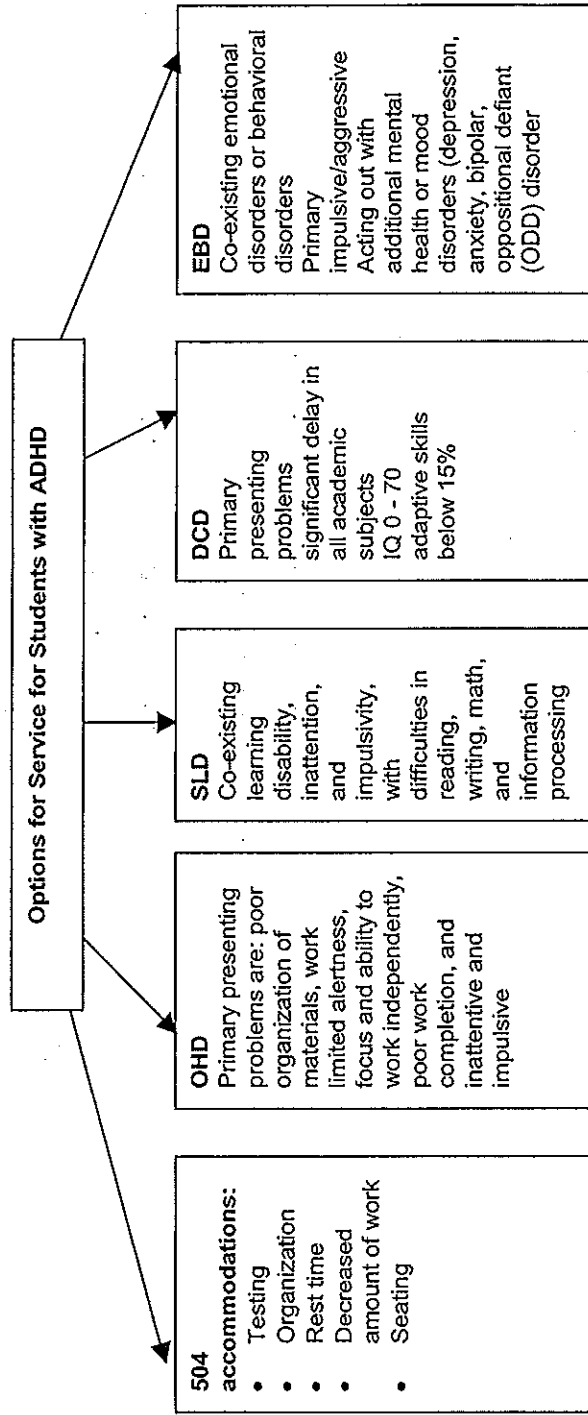 Options for Service for Students with ADHD
504
accommodations:
• Testing
• Organization
• Rest time
• Decreased
amount of work
• Seating
OHD
Primary presenting
problems are: poor
organization of
materials, work
limited alertness,
focus and ability to
work independently,
poor work
completion, and
inattentive and
impulsive
SLD
Co-existing
learning
disability,
inattention,
and
impulsivity,
with
difficulties in
reading,
writing, math,
and
information
processing
DCD
Primary
presenting
problems
significant delay in
all academic
subjects
IQ 0 - 70
adaptive skills
below 15%
EBD
Co-existing emotional
disorders or behavioral
disorders
Primary
impulsive/aggressive
Acting out with
additional mental
health or mood
disorders (depression,
anxiety, bipolar,
oppositional defiant
(ODD) disorder